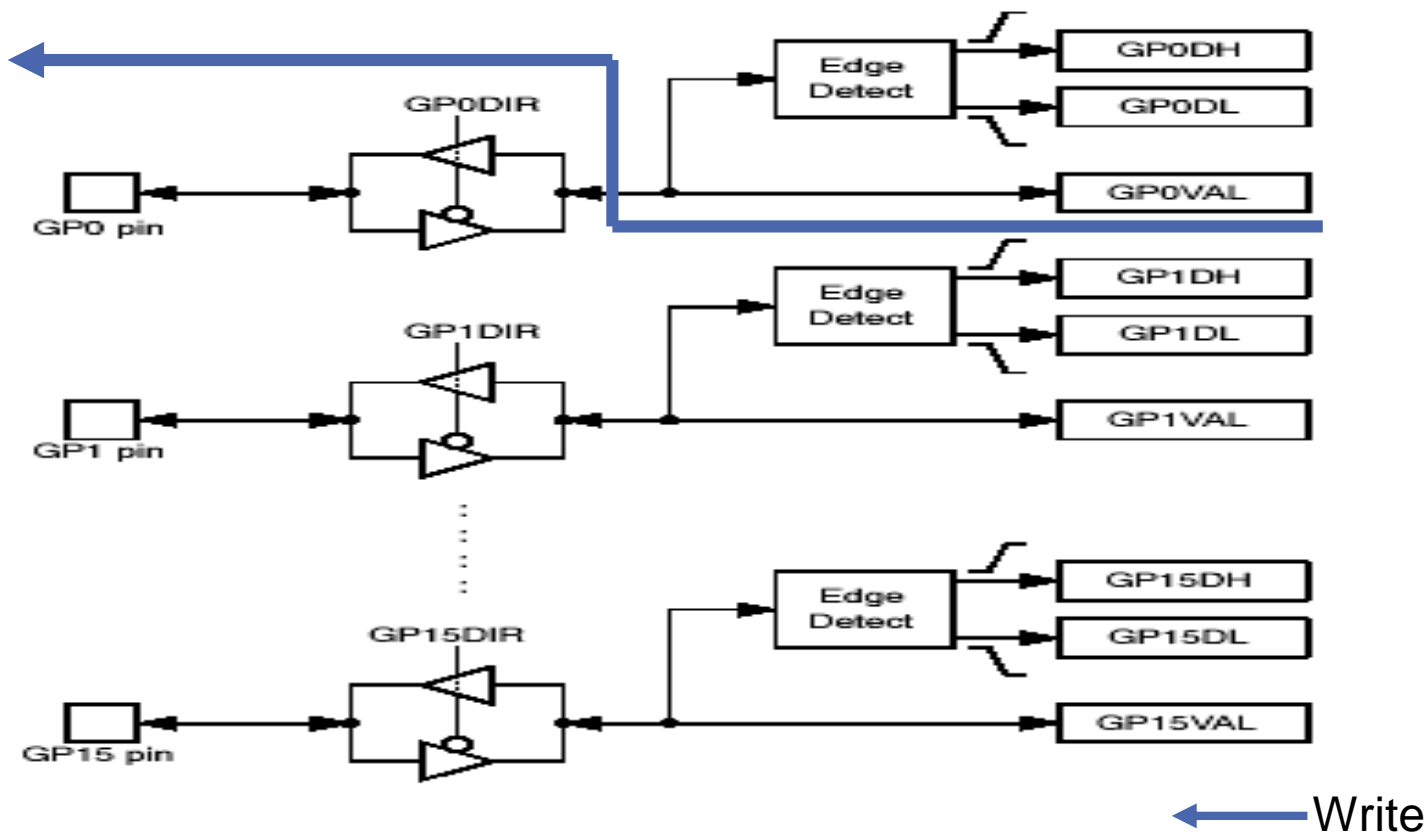 GP0DH
Edge
Detect
GP0DL
GP0DIR
GP0VAL
GP0 pin
GP1DH
Edge
Detect
GP1DL
GP1DIR
GP1VAL
GP1 pin
GP15DH
Edge
Detect
GP15DL
GP15DIR
GP15VAL
GP15 pin
Write